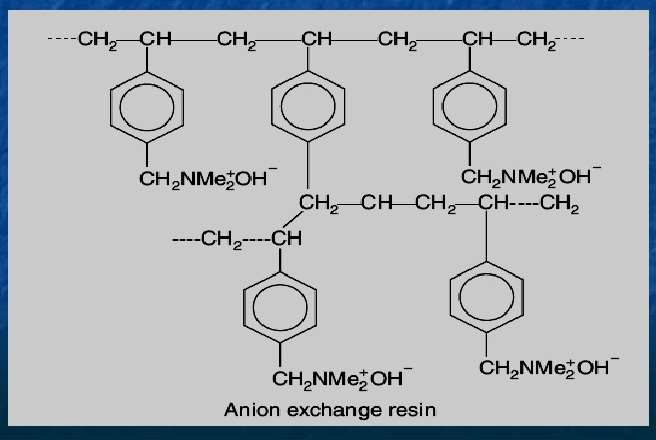 ----CH₂—CH—CH₂—CH—CH₂—CH—CH₂----
CH₂NMe₂⁺OH⁻ CH₂NMe₂⁺OH⁻
CH₂—CH—CH₂—CH----CH₂
----CH₂----CH
CH₂NMe₂⁺OH⁻ CH₂NMe₂⁺OH⁻
Anion exchange resin